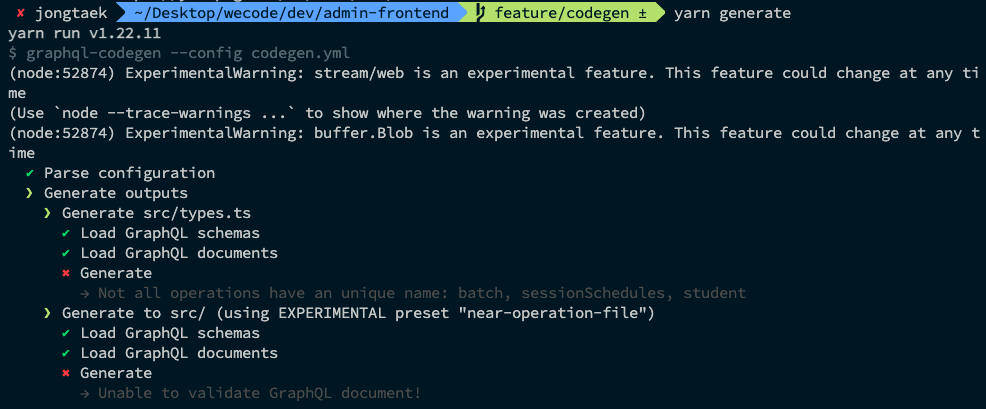 ✘ jongtaek ~/Desktop/wecode/dev/admin-frontend feature/codegen ± yarn generate
yarn run v1.22.11
$ graphql-codegen --config codegen.yml
(node:52874) ExperimentalWarning: stream/web is an experimental feature. This feature could change at any ti
me
(Use `node --trace-warnings ...` to show where the warning was created)
(node:52874) ExperimentalWarning: buffer.Blob is an experimental feature. This feature could change at any t
ime
✔ Parse configuration
❯ Generate outputs
❯ Generate src/types.ts
✔ Load GraphQL schemas
✔ Load GraphQL documents
✖ Generate
→ Not all operations have an unique name: batch, sessionSchedules, student
❯ Generate to src/ (using EXPERIMENTAL preset "near-operation-file")
✔ Load GraphQL schemas
✔ Load GraphQL documents
✖ Generate
→ Unable to validate GraphQL document!